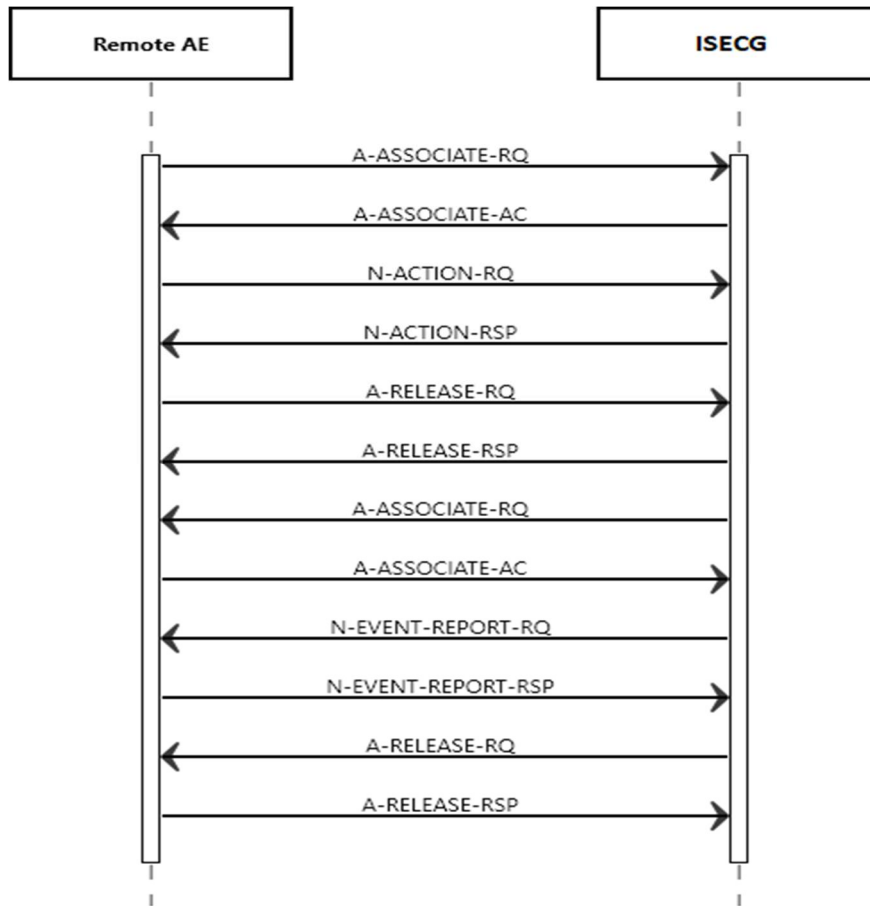 Remote AE
ISECG
A-ASSOCIATE-RQ
A-ASSOCIATE-AC
N-ACTION-RQ
N-ACTION-RSP
A-RELEASE-RQ
A-RELEASE-RSP
A-ASSOCIATE-RQ
A-ASSOCIATE-AC
N-EVENT-REPORT-RQ
N-EVENT-REPORT-RSP
A-RELEASE-RQ
A-RELEASE-RSP